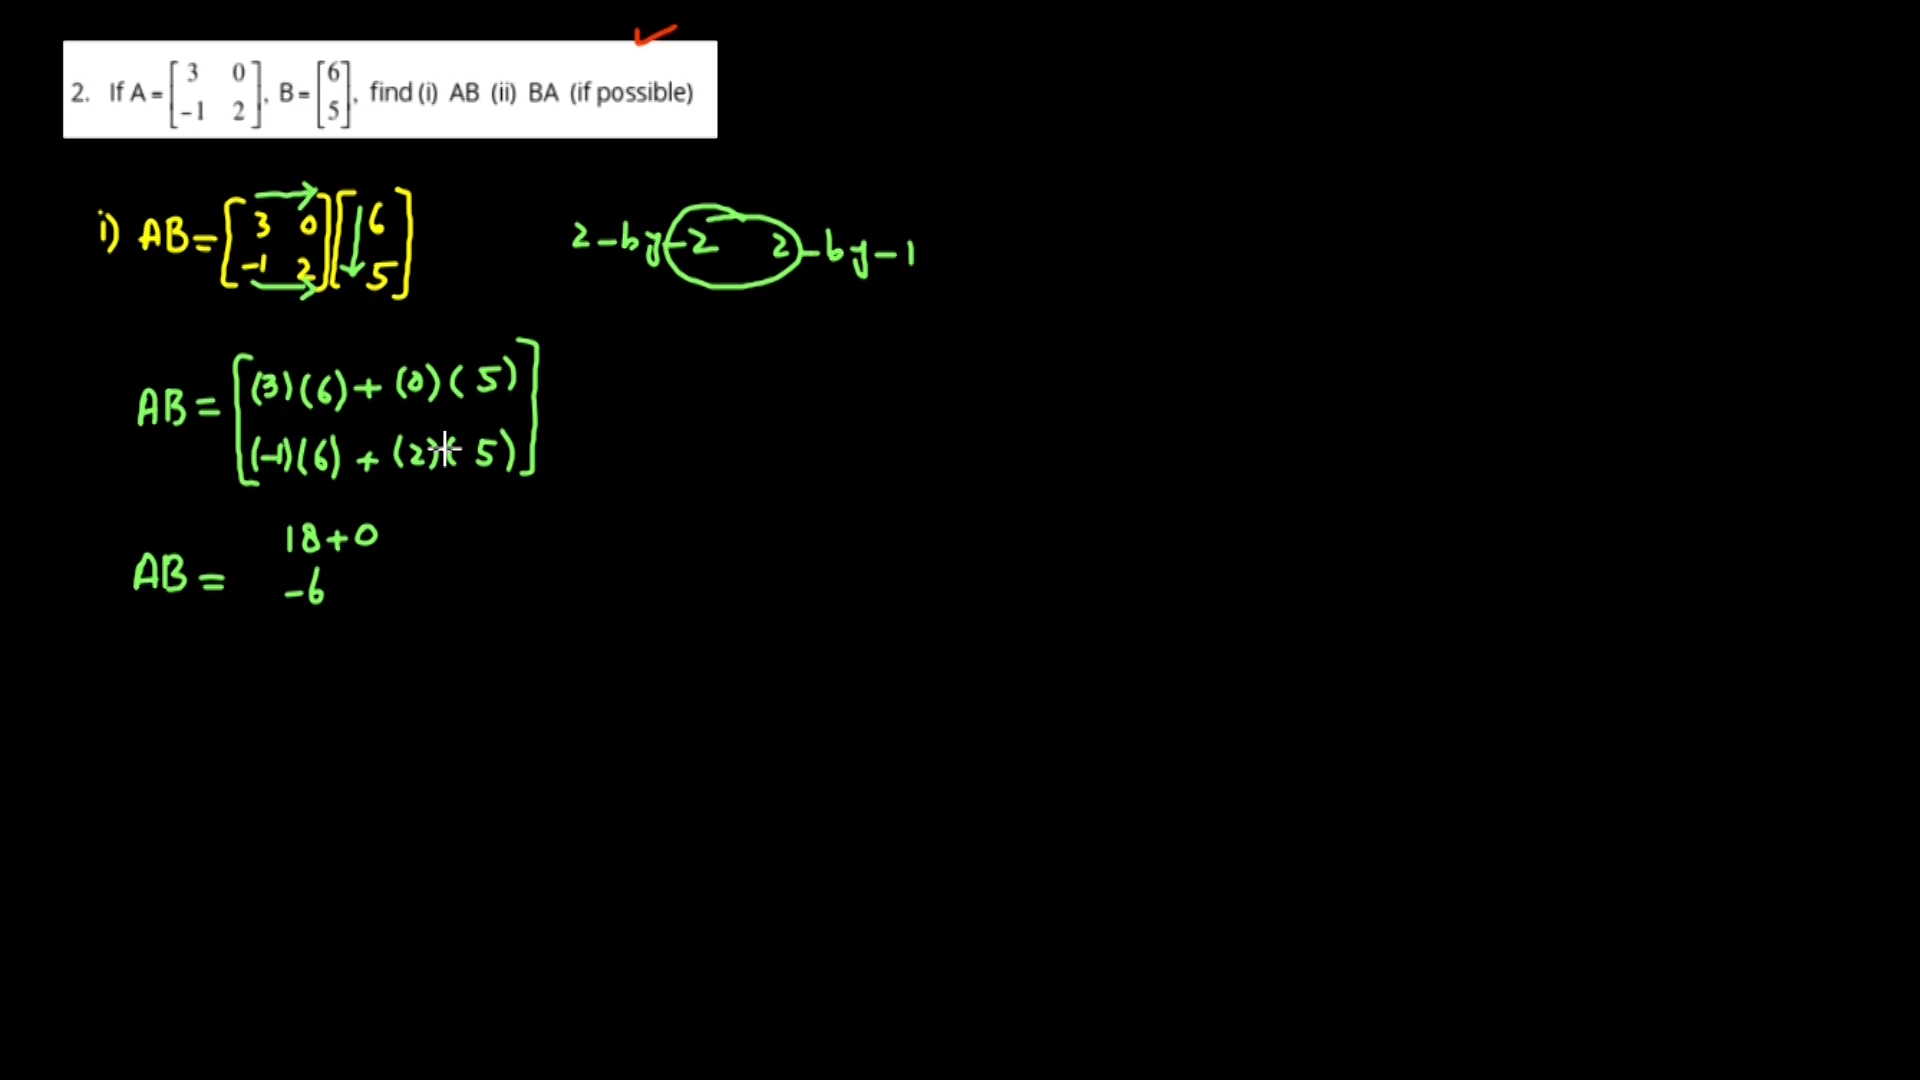 2. If A = [3 0; -1 2], B = [6; 5], find (i) AB (ii) BA (if possible)
i) AB = [3 0; -1 2] [6; 5]
2-by-2 2-by-1
AB = [(3)(6) + (0)(5)
(-1)(6) + (2)(5)]
AB = 18+0
-6